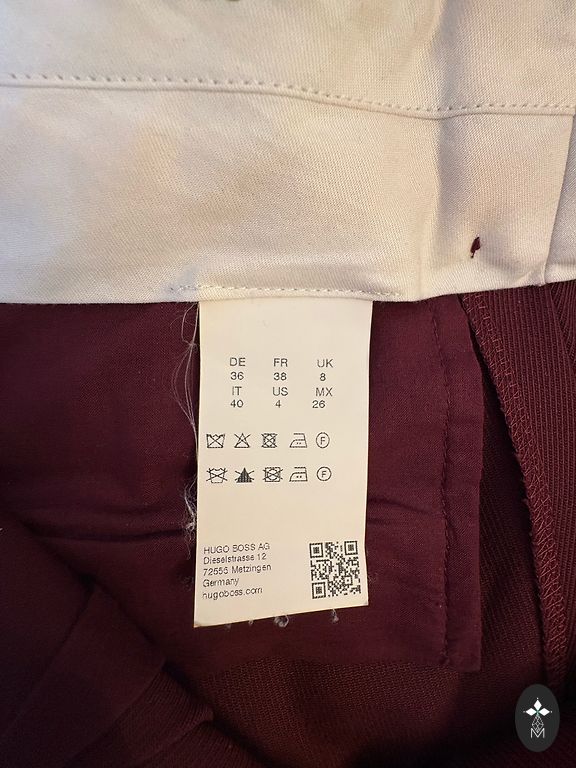 DE FR UK
36 38 8
IT US MX
40 4 26
F
F
HUGO BOSS AG
Dieselstrasse 12
72555 Metzingen
Germany
hugoboss.com
M